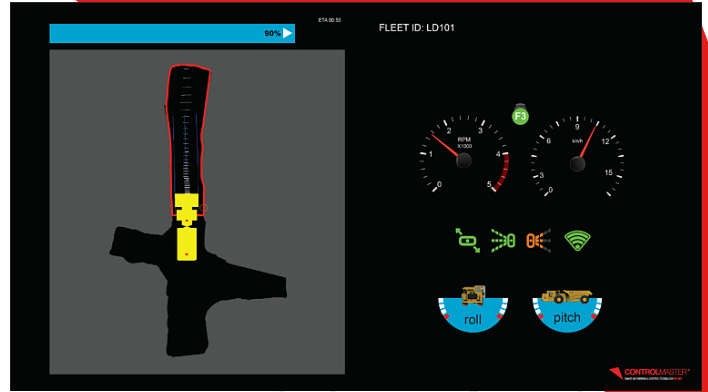 ETA 00:53
90%
FLEET ID: LD101
F3
RPM
X1000
0
1
2
3
4
5
km/h
0
3
6
9
12
15
roll
pitch
CONTROLMASTER®